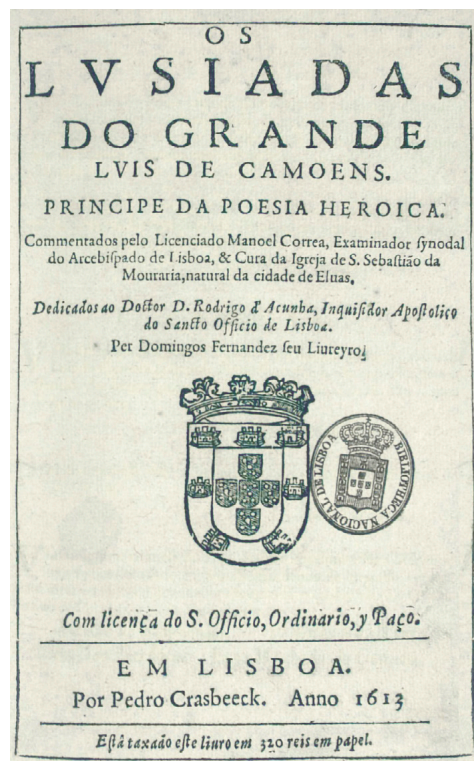 OS
LVSIADAS
DO GRANDE
LVIS DE CAMOENS.
PRINCIPE DA POESIA HEROICA.
Commentados pelo Licenciado Manoel Correa, Examinador ſynodal
do Arcebiſpado de Lisboa, & Cura da Igreja de S. Sebaſtião da
Mouraria, natural da cidade de Eluas.
Dedicados ao Doctor D. Rodrigo d'Acunha, Inquiſidor Apoſtolico
do Sancto Officio de Lisboa.
Per Domingos Fernandez ſeu Liureyro.
BIBLIOTHECA NACIONAL DE LISBOA
Com licença do S. Officio, Ordinario, y Paço.
EM LISBOA.
Por Pedro Crasbeeck. Anno 1613
Eſtà taxado eſte liuro em 320 reis em papel.